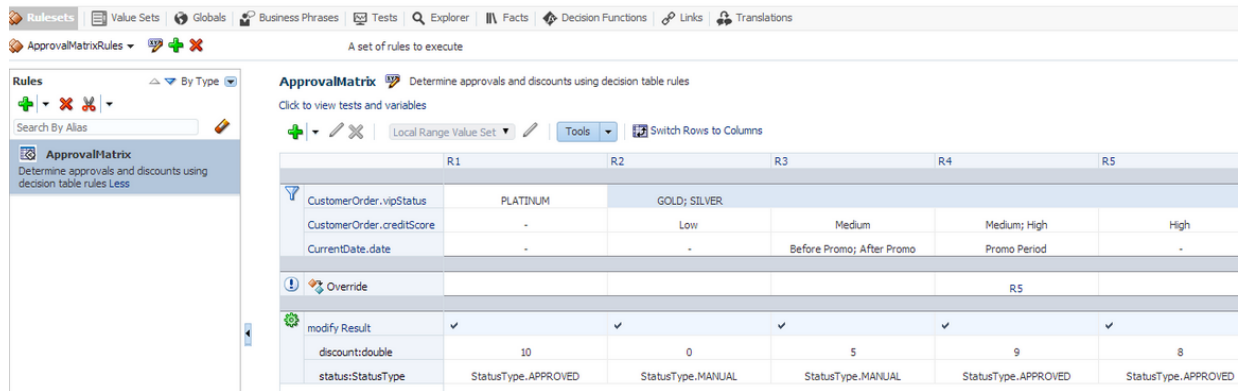 Rulesets Value Sets Globals Business Phrases Tests Explorer Facts Decision Functions Links Translations
ApprovalMatrixRules A set of rules to execute
Rules By Type
Search By Alias
ApprovalMatrix
Determine approvals and discounts using
decision table rules Less
ApprovalMatrix Determine approvals and discounts using decision table rules
Click to view tests and variables
Local Range Value Set Tools Switch Rows to Columns
R1 R2 R3 R4 R5
CustomerOrder.vipStatus PLATINUM GOLD; SILVER
CustomerOrder.creditScore - Low Medium Medium; High High
CurrentDate.date - - Before Promo; After Promo Promo Period -
Override R5
modify Result
discount:double 10 0 5 9 8
status:StatusType StatusType.APPROVED StatusType.MANUAL StatusType.MANUAL StatusType.APPROVED StatusType.APPROVED